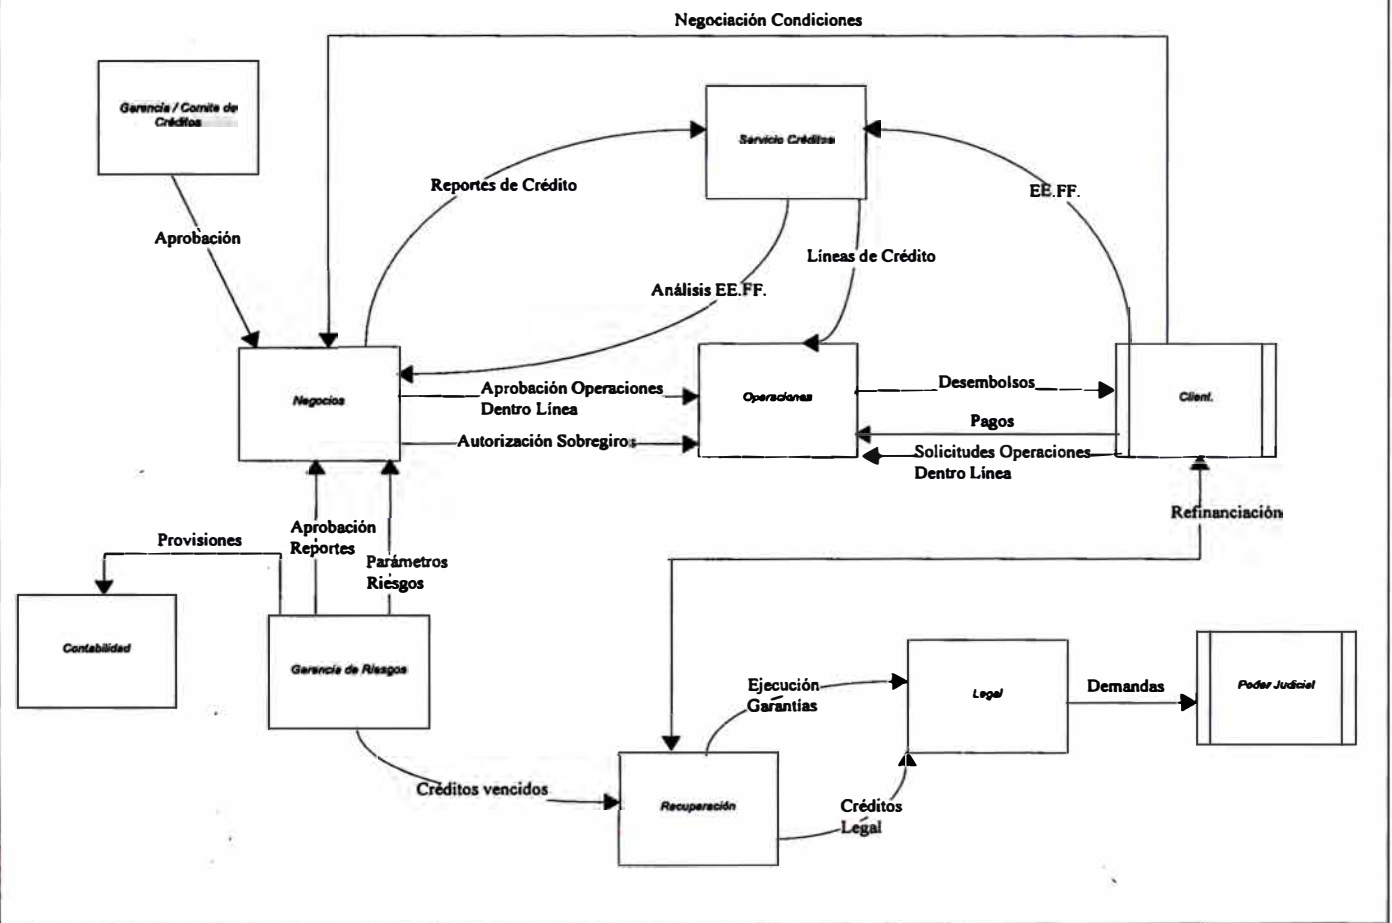 Negociación Condiciones
Gerencia / Comite de
Créditos
Servicio Créditos
Reportes de Crédito
EE.FF.
Aprobación
Líneas de Crédito
Análisis EE.FF.
Negocios
Aprobación Operaciones
Dentro Línea
Autorización Sobregiros
Operaciones
Desembolsos
Pagos
Solicitudes Operaciones
Dentro Línea
Client.
Refinanciación
Provisiones
Aprobación
Reportes
Parámetros
Riesgos
Contabilidad
Gerencia de Riesgos
Ejecución
Garantías
Legal
Demandas
Poder Judicial
Créditos vencidos
Recuperación
Créditos
Legal